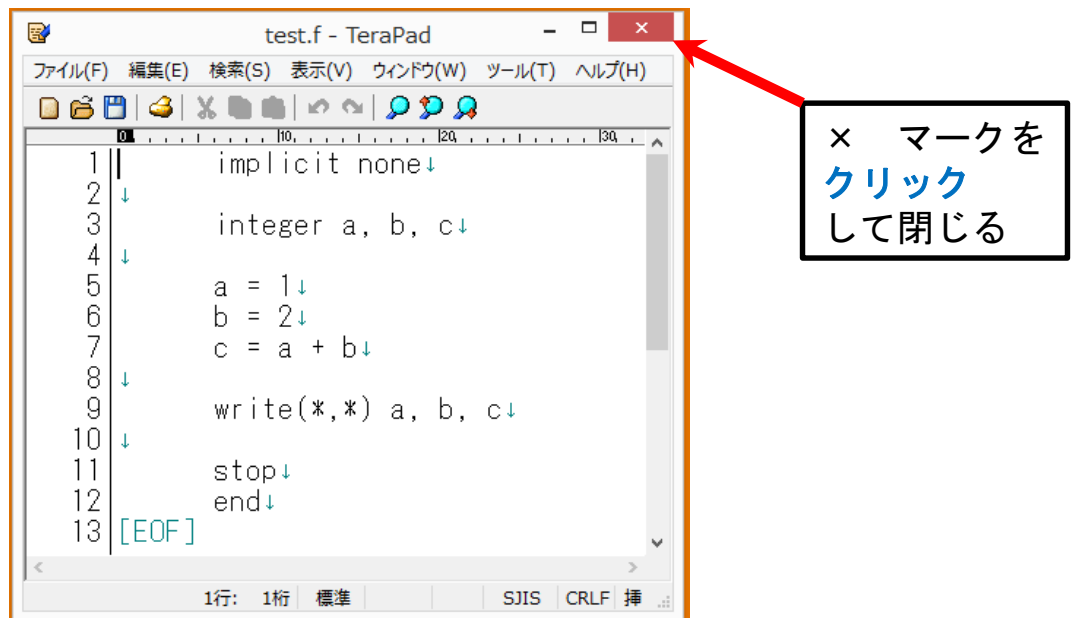 test.f - TeraPad
ファイル(F) 編集(E) 検索(S) 表示(V) ウィンドウ(W) ツール(T) ヘルプ(H)
0 10 20 30
1 implicit none↓
2 ↓
3 integer a, b, c↓
4 ↓
5 a = 1↓
6 b = 2↓
7 c = a + b↓
8 ↓
9 write(*,*) a, b, c↓
10 ↓
11 stop↓
12 end↓
13 [EOF]
1行: 1桁 標準 SJIS CRLF 挿
× マークを
クリック
して閉じる